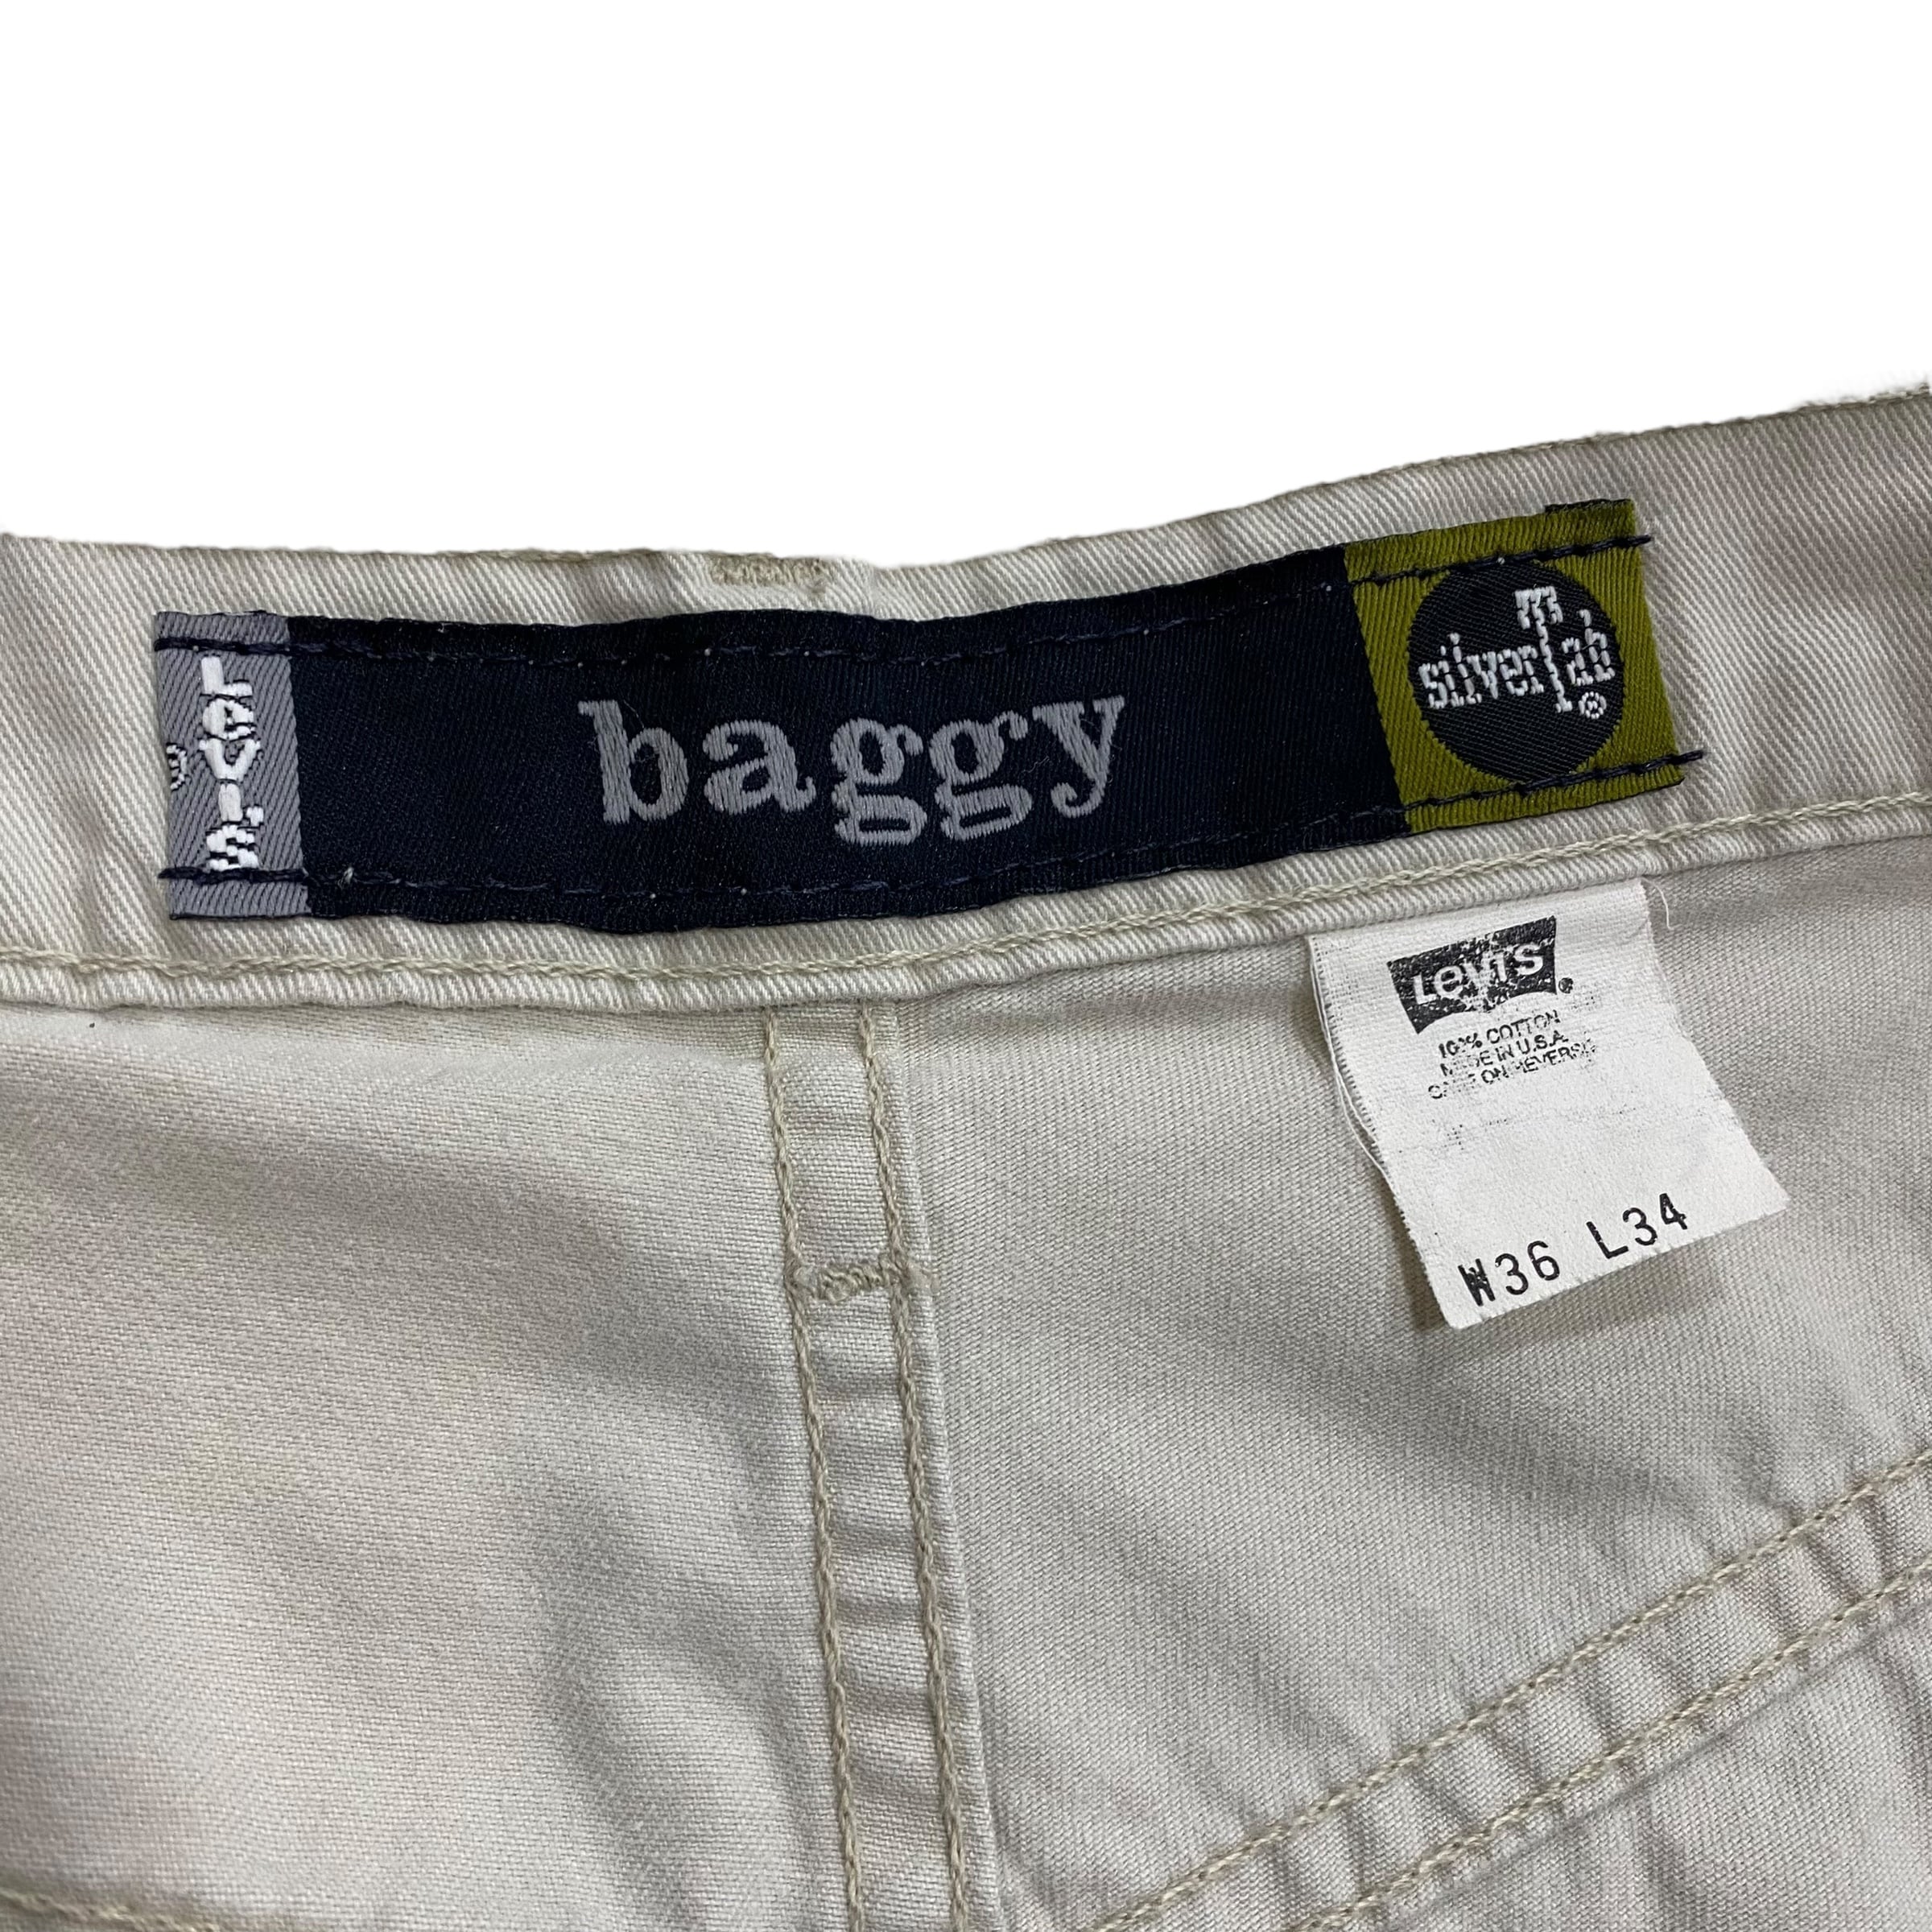 Levi's
®
baggy
silverTab®
Levi's®
100% COTTON
MADE IN U.S.A.
CARE ON REVERSE
W36 L34